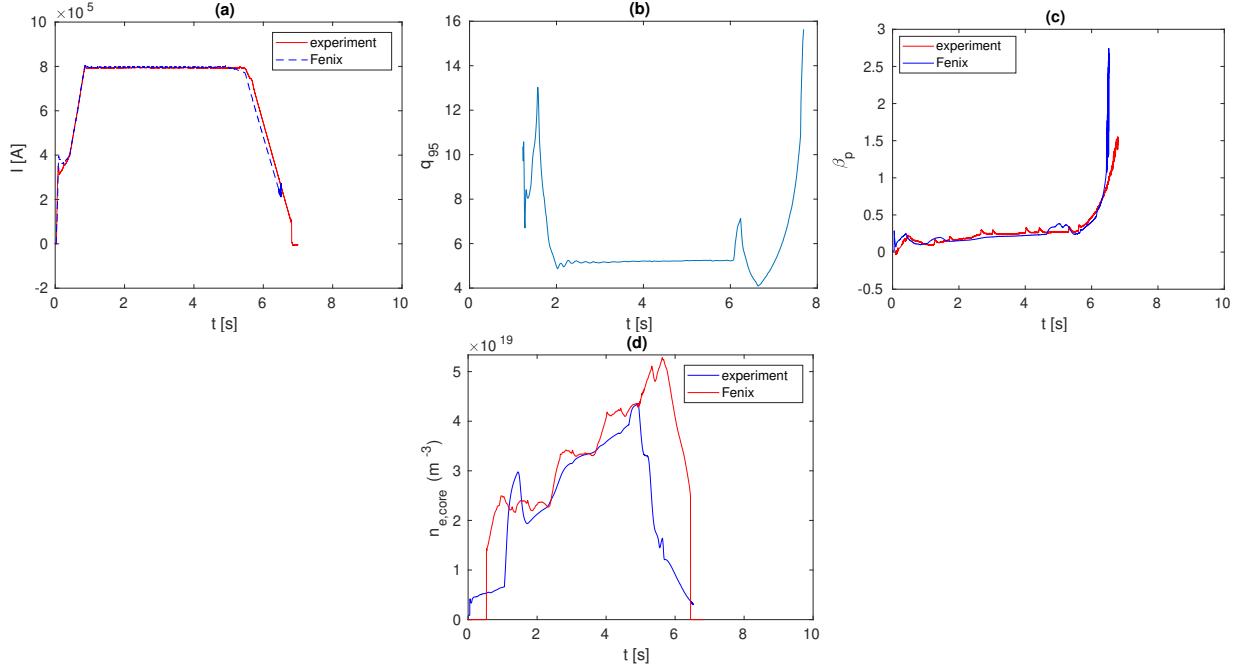 (a)
× 10 5
10
8
6
4
2
0
-2
0
2
4
6
8
10
I [A]
t [s]
experiment
Fenix
(b)
16
14
12
10
8
6
4
0
2
4
6
8
q95
t [s]
(c)
3
2.5
2
1.5
1
0.5
0
-0.5
0
2
4
6
8
10
βp
t [s]
experiment
Fenix
(d)
× 10 19
5
4
3
2
1
0
0
2
4
6
8
10
ne,core (m-3)
t [s]
experiment
Fenix